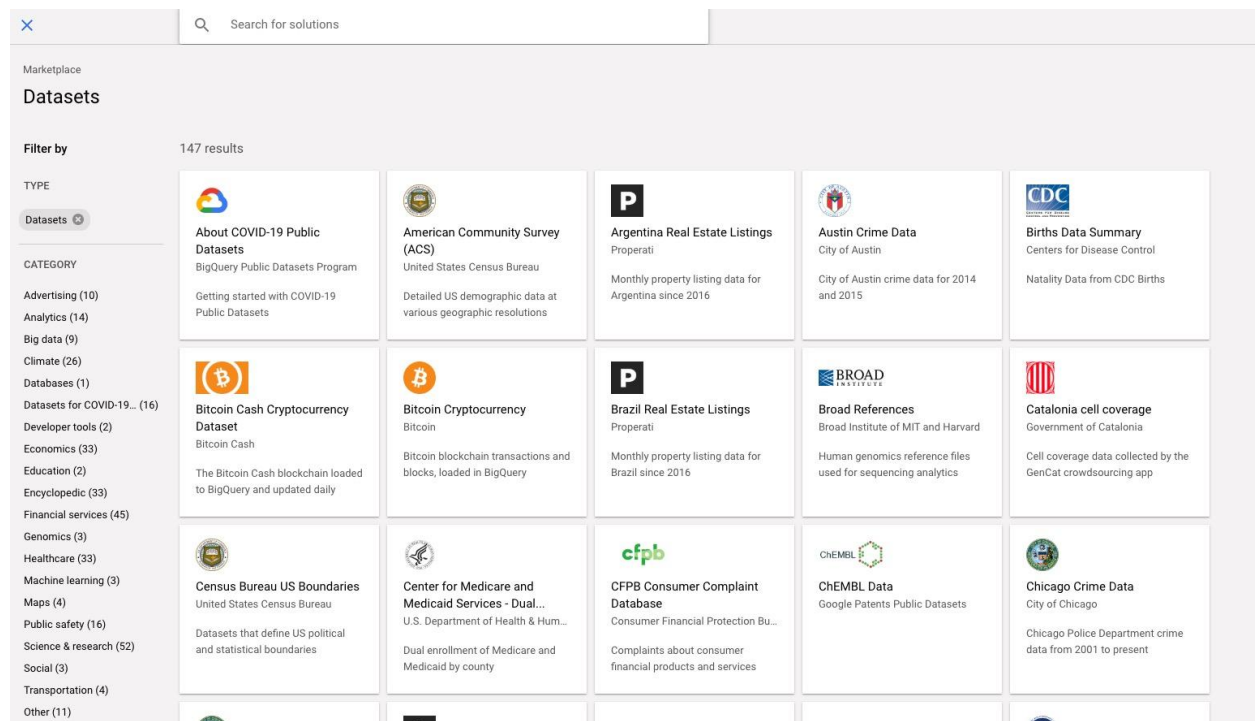 Search for solutions
Marketplace
Datasets
Filter by
TYPE
Datasets
CATEGORY
Advertising (10)
Analytics (14)
Big data (9)
Climate (26)
Databases (1)
Datasets for COVID-19... (16)
Developer tools (2)
Economics (33)
Education (2)
Encyclopedic (33)
Financial services (45)
Genomics (3)
Healthcare (33)
Machine learning (3)
Maps (4)
Public safety (16)
Science & research (52)
Social (3)
Transportation (4)
Other (11)
147 results
About COVID-19 Public
Datasets
BigQuery Public Datasets Program
Getting started with COVID-19
Public Datasets
American Community Survey
(ACS)
United States Census Bureau
Detailed US demographic data at
various geographic resolutions
P
Argentina Real Estate Listings
Properati
Monthly property listing data for
Argentina since 2016
Austin Crime Data
City of Austin
City of Austin crime data for 2014
and 2015
CDC
Births Data Summary
Centers for Disease Control
Natality Data from CDC Births
Bitcoin Cash Cryptocurrency
Dataset
Bitcoin Cash
The Bitcoin Cash blockchain loaded
to BigQuery and updated daily
Bitcoin Cryptocurrency
Bitcoin
Bitcoin blockchain transactions and
blocks, loaded in BigQuery
P
Brazil Real Estate Listings
Properati
Monthly property listing data for
Brazil since 2016
BROAD
INSTITUTE
Broad References
Broad Institute of MIT and Harvard
Human genomics reference files
used for sequencing analytics
Catalonia cell coverage
Government of Catalonia
Cell coverage data collected by the
GenCat crowdsourcing app
Census Bureau US Boundaries
United States Census Bureau
Datasets that define US political
and statistical boundaries
Center for Medicare and
Medicaid Services - Dual...
U.S. Department of Health & Hum...
Dual enrollment of Medicare and
Medicaid by county
cfpb
CFPB Consumer Complaint
Database
Consumer Financial Protection Bu...
Complaints about consumer
financial products and services
ChEMBL
ChEMBL Data
Google Patents Public Datasets
Chicago Crime Data
City of Chicago
Chicago Police Department crime
data from 2001 to present